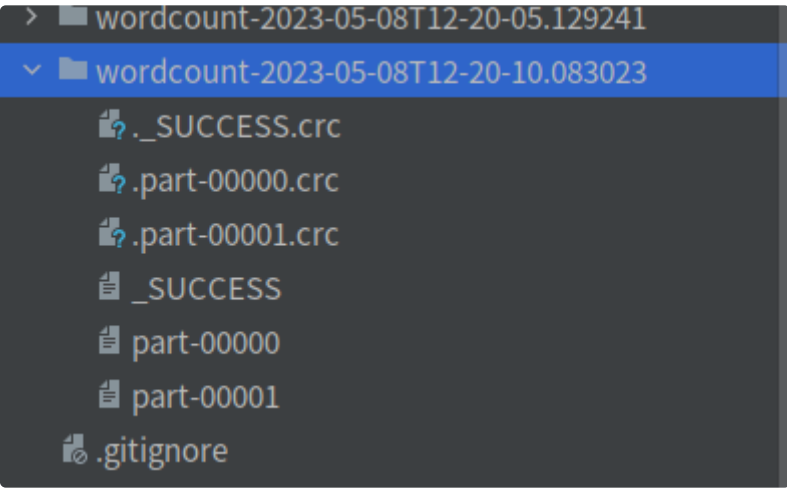 wordcount-2023-05-08T12-20-05.129241
wordcount-2023-05-08T12-20-10.083023
._SUCCESS.crc
.part-00000.crc
.part-00001.crc
_SUCCESS
part-00000
part-00001
.gitignore